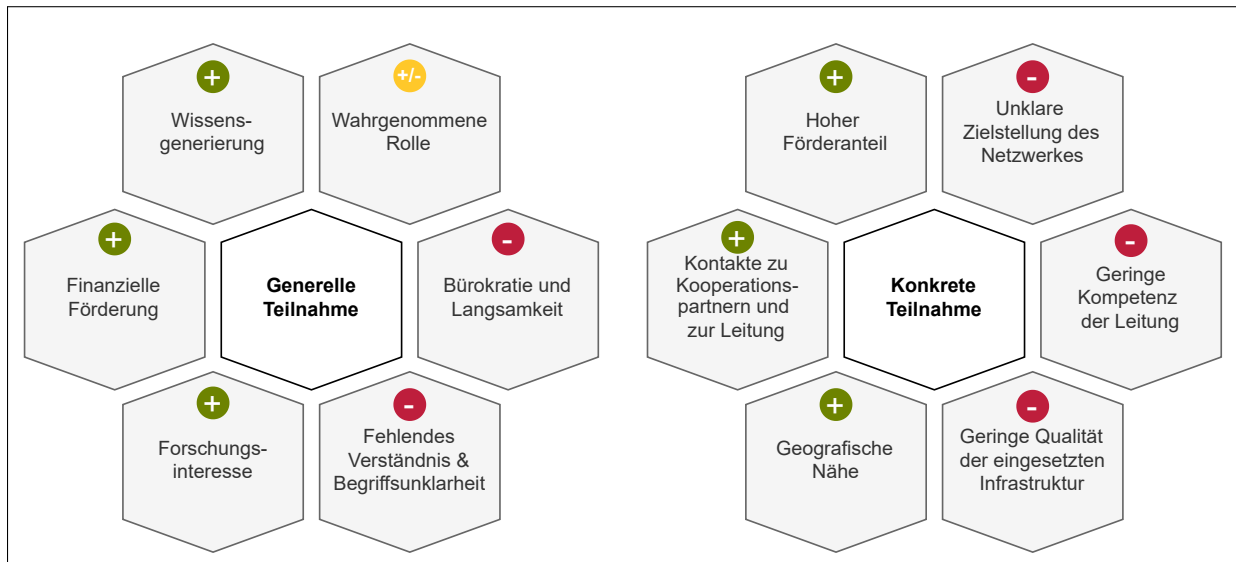 +
Wissens-
generierung
+/-
Wahrgenommene
Rolle
+
Finanzielle
Förderung
Generelle
Teilnahme
-
Bürokratie und
Langsamkeit
+
Forschungs-
interesse
-
Fehlendes
Verständnis &
Begriffsunklarheit
+
Hoher
Förderanteil
-
Unklare
Zielstellung des
Netzwerkes
+
Kontakte zu
Kooperations-
partnern und
zur Leitung
Konkrete
Teilnahme
-
Geringe
Kompetenz
der Leitung
+
Geografische
Nähe
-
Geringe Qualität
der eingesetzten
Infrastruktur